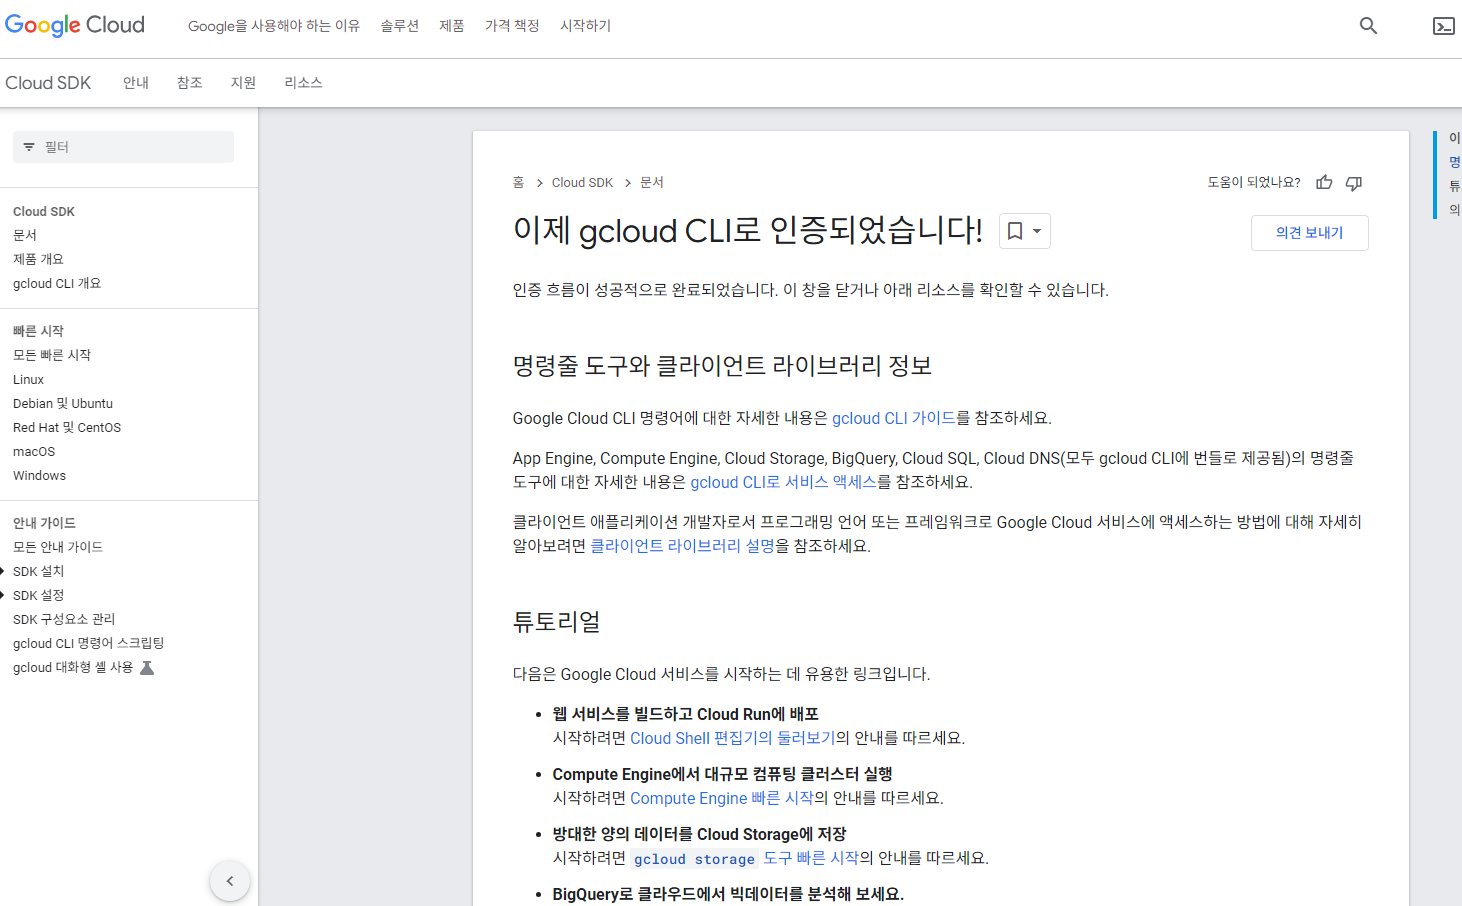 Google Cloud
Google을 사용해야 하는 이유 솔루션 제품 가격 책정 시작하기
Cloud SDK 안내 참조 지원 리소스
필터
Cloud SDK
문서
제품 개요
gcloud CLI 개요
빠른 시작
모든 빠른 시작
Linux
Debian 및 Ubuntu
Red Hat 및 CentOS
macOS
Windows
안내 가이드
모든 안내 가이드
SDK 설치
SDK 설정
SDK 구성요소 관리
gcloud CLI 명령어 스크립팅
gcloud 대화형 셸 사용
홈 > Cloud SDK > 문서
도움이 되었나요?
이제 gcloud CLI로 인증되었습니다!
의견 보내기
인증 흐름이 성공적으로 완료되었습니다. 이 창을 닫거나 아래 리소스를 확인할 수 있습니다.
명령줄 도구와 클라이언트 라이브러리 정보
Google Cloud CLI 명령어에 대한 자세한 내용은 gcloud CLI 가이드를 참조하세요.
App Engine, Compute Engine, Cloud Storage, BigQuery, Cloud SQL, Cloud DNS(모두 gcloud CLI에 번들로 제공됨)의 명령줄
도구에 대한 자세한 내용은 gcloud CLI로 서비스 액세스를 참조하세요.
클라이언트 애플리케이션 개발자로서 프로그래밍 언어 또는 프레임워크로 Google Cloud 서비스에 액세스하는 방법에 대해 자세히
알아보려면 클라이언트 라이브러리 설명을 참조하세요.
튜토리얼
다음은 Google Cloud 서비스를 시작하는 데 유용한 링크입니다.
• 웹 서비스를 빌드하고 Cloud Run에 배포
시작하려면 Cloud Shell 편집기의 둘러보기의 안내를 따르세요.
• Compute Engine에서 대규모 컴퓨팅 클러스터 실행
시작하려면 Compute Engine 빠른 시작의 안내를 따르세요.
• 방대한 양의 데이터를 Cloud Storage에 저장
시작하려면 gcloud storage 도구 빠른 시작의 안내를 따르세요.
• BigQuery로 클라우드에서 빅데이터를 분석해 보세요.
이
명
튜
의